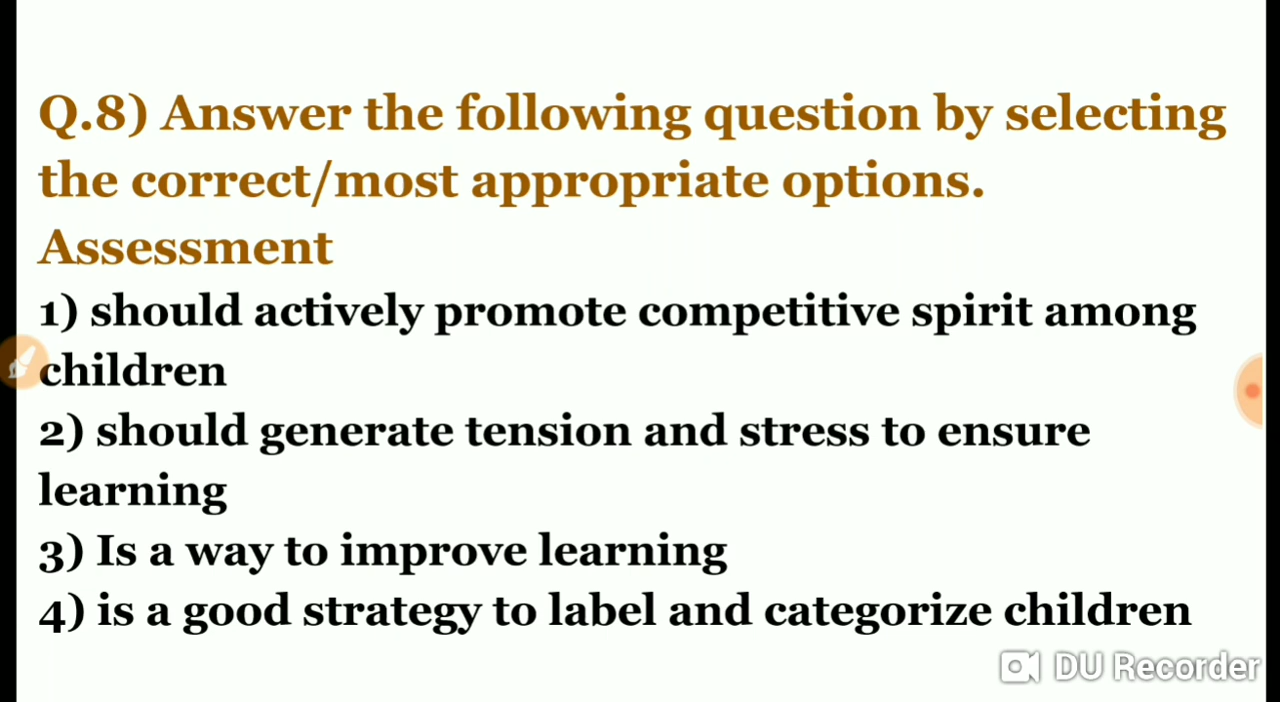 Q.8) Answer the following question by selecting
the correct/most appropriate options.
Assessment
1) should actively promote competitive spirit among
children
2) should generate tension and stress to ensure
learning
3) Is a way to improve learning
4) is a good strategy to label and categorize children
DU Recorder